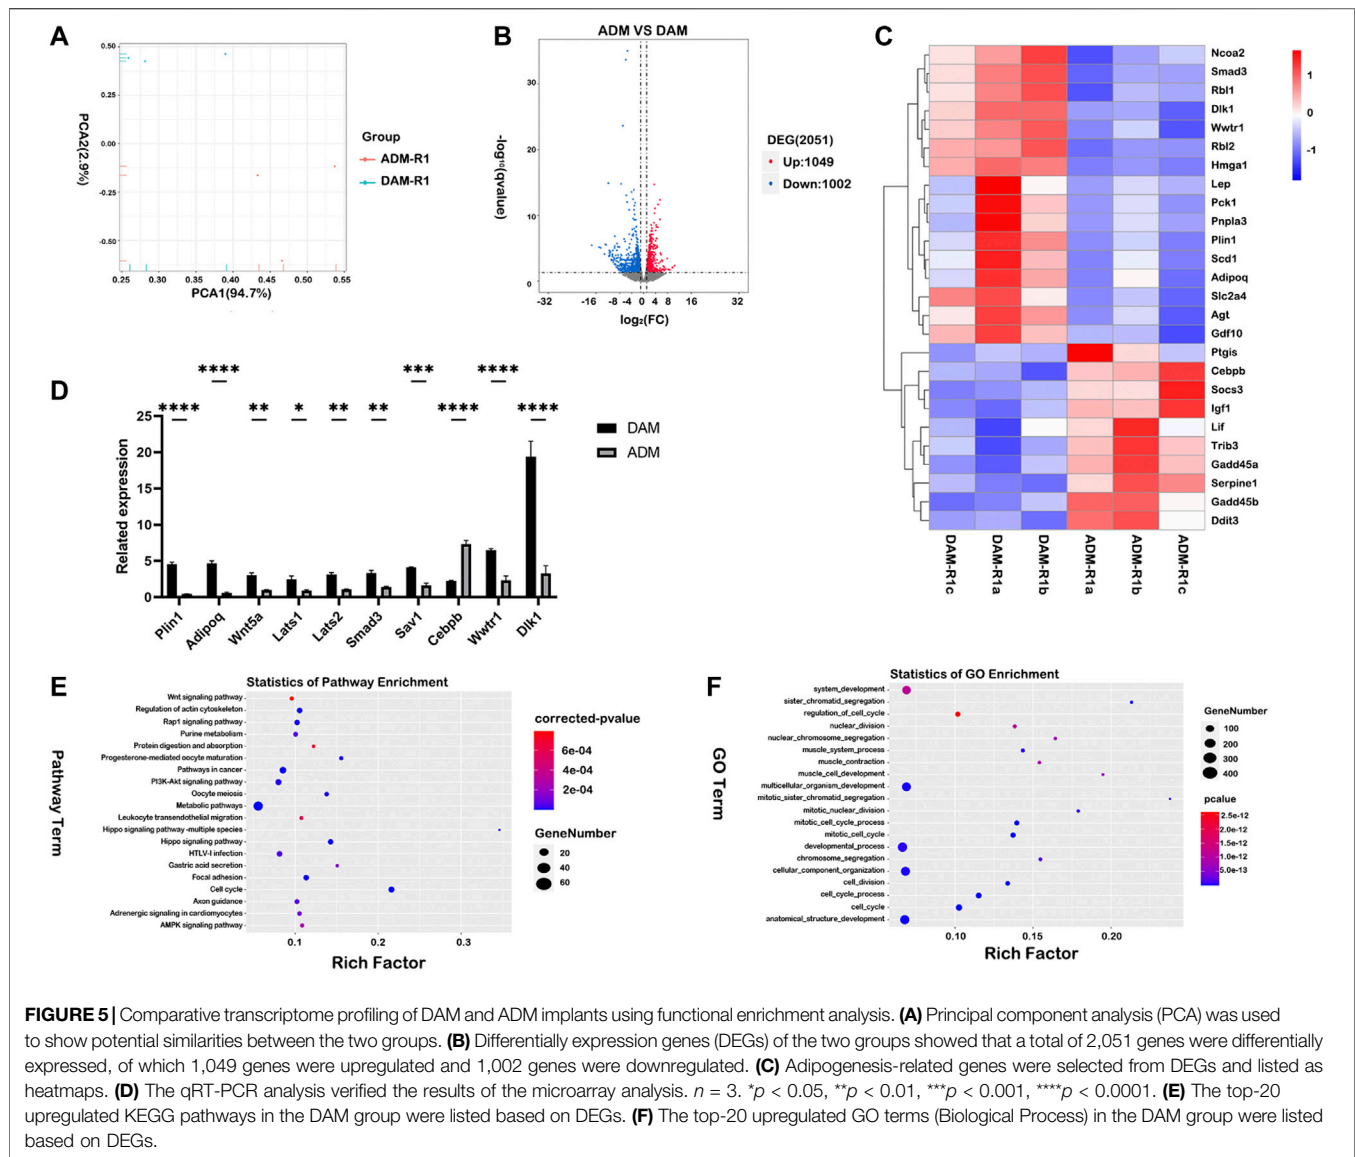 A
0.50
0.25
0.00
-0.25
-0.50
PCA2(2.9%)
0.25 0.30 0.35 0.40 0.45 0.50 0.55
PCA1(94.7%)
Group
ADM-R1
DAM-R1
B
ADM VS DAM
30
20
10
0
-log10(qvalue)
-32 -16 -8 -4 0 4 8 16 32
log2(FC)
DEG(2051)
Up:1049
Down:1002
C
Ncoa2
Smad3
Rbl1
Dlk1
Wwtr1
Rbl2
Hmga1
Lep
Pck1
Pnpla3
Plin1
Scd1
Adipoq
Slc2a4
Agt
Gdf10
Ptgis
Cebpb
Socs3
Igf1
Lif
Trib3
Gadd45a
Serpine1
Gadd45b
Ddit3
DAM-R1c DAM-R1a DAM-R1b ADM-R1a ADM-R1b ADM-R1c
1
0
-1
D
**** *** ****
**** ** * ** ** **** ****
25
20
15
10
5
0
Related expression
Plin1 Adipoq Wnt5a Lats1 Lats2 Smad3 Sav1 Cebpb Wwtr1 Dlk1
DAM
ADM
E
Statistics of Pathway Enrichment
Pathway Term
Wnt signaling pathway
Regulation of actin cytoskeleton
Rap1 signaling pathway
Purine metabolism
Protein digestion and absorption
Progesterone-mediated oocyte maturation
Pathways in cancer
PI3K-Akt signaling pathway
Oocyte meiosis
Metabolic pathways
Leukocyte transendothelial migration
Hippo signaling pathway -multiple species
Hippo signaling pathway
HTLV-I infection
Gastric acid secretion
Focal adhesion
Cell cycle
Axon guidance
Adrenergic signaling in cardiomyocytes
AMPK signaling pathway
0.1 0.2 0.3
Rich Factor
corrected-pvalue
6e-04
4e-04
2e-04
GeneNumber
20
40
60
F
Statistics of GO Enrichment
GO Term
system_development
sister_chromatid_segregation
regulation_of_cell_cycle
nuclear_division
nuclear_chromosome_segregation
muscle_system_process
muscle_contraction
muscle_cell_development
multicellular_organism_development
mitotic_sister_chromatid_segregation
mitotic_nuclear_division
mitotic_cell_cycle_process
mitotic_cell_cycle
developmental_process
chromosome_segregation
cellular_component_organization
cell_division
cell_cycle_process
cell_cycle
anatomical_structure_development
0.10 0.15 0.20
Rich Factor
GeneNumber
100
200
300
400
pcalue
2.5e-12
2.0e-12
1.5e-12
1.0e-12
5.0e-13
FIGURE 5 | Comparative transcriptome profiling of DAM and ADM implants using functional enrichment analysis. (A) Principal component analysis (PCA) was used
to show potential similarities between the two groups. (B) Differentially expression genes (DEGs) of the two groups showed that a total of 2,051 genes were differentially
expressed, of which 1,049 genes were upregulated and 1,002 genes were downregulated. (C) Adipogenesis-related genes were selected from DEGs and listed as
heatmaps. (D) The qRT-PCR analysis verified the results of the microarray analysis. n = 3. *p < 0.05, **p < 0.01, ***p < 0.001, ****p < 0.0001. (E) The top-20
upregulated KEGG pathways in the DAM group were listed based on DEGs. (F) The top-20 upregulated GO terms (Biological Process) in the DAM group were listed
based on DEGs.